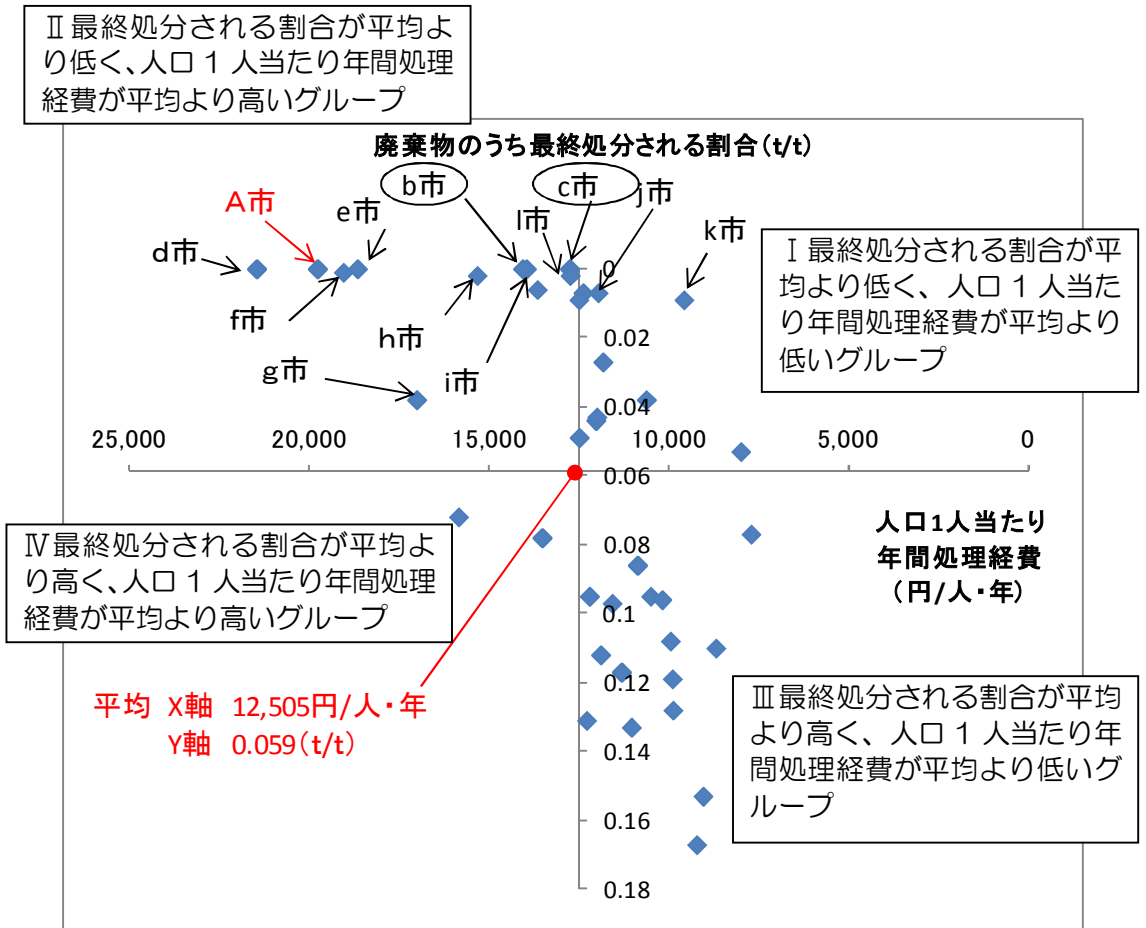 Ⅱ最終処分される割合が平均よ
り低く、人口1人当たり年間処理
経費が平均より高いグループ
廃棄物のうち最終処分される割合(t/t)
b市
c市
A市
e市
l市
j市
d市
k市
f市
h市
g市
i市
Ⅰ最終処分される割合が平
均より低く、人口1人当た
り年間処理経費が平均より
低いグループ
0
0.02
0.04
25,000
20,000
15,000
10,000
5,000
0
0.06
人口1人当たり
年間処理経費
(円/人・年)
Ⅳ最終処分される割合が平均よ
り高く、人口1人当たり年間処理
経費が平均より高いグループ
0.08
0.1
0.12
0.14
0.16
0.18
平均 X軸 12,505円/人・年
Y軸 0.059(t/t)
Ⅲ最終処分される割合が平均
より高く、人口1人当たり年
間処理経費が平均より低いグ
ループ